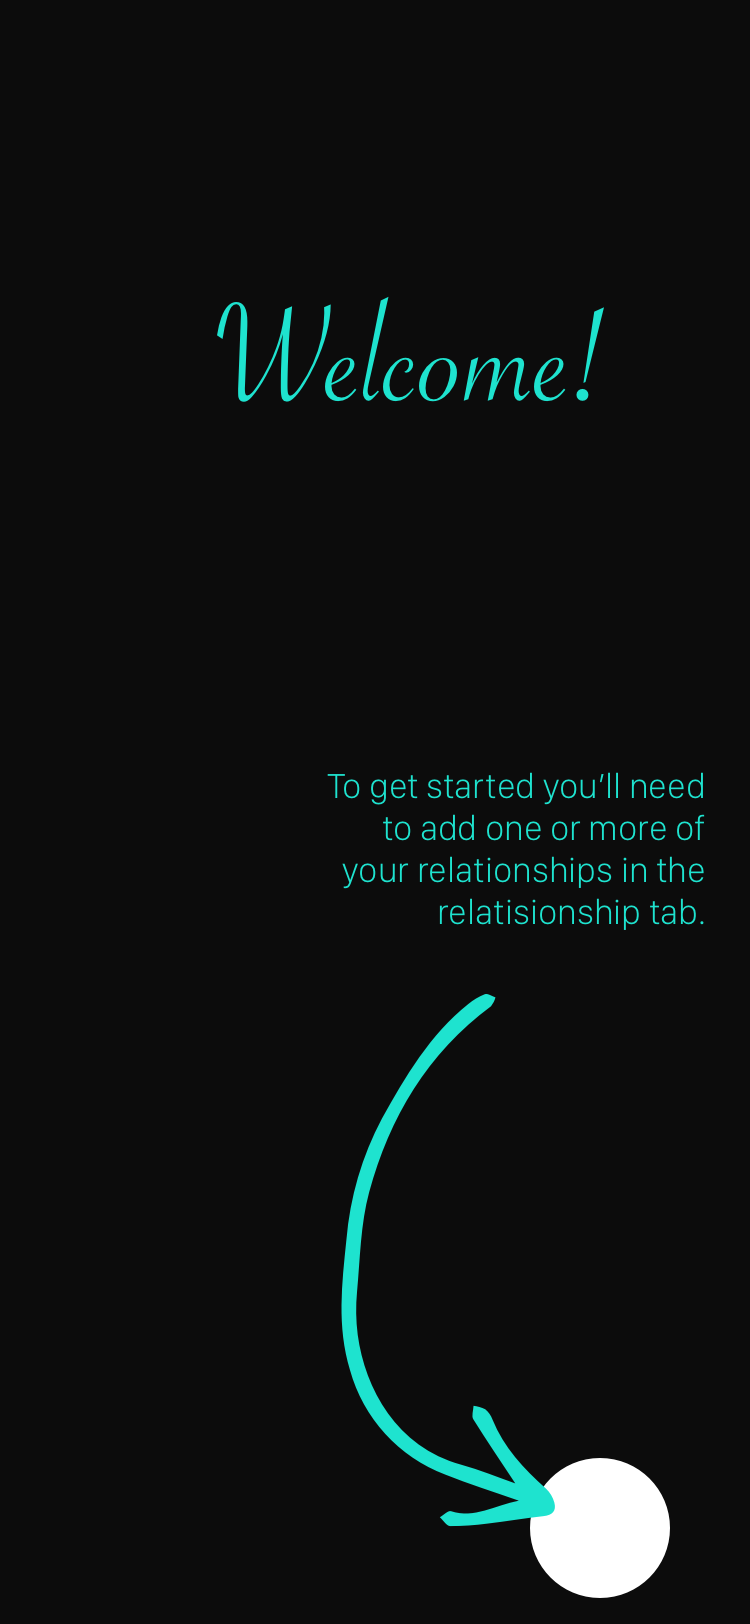 Welcome!
To get started you’ll need
to add one or more of
your relationships in the
relatisionship tab.